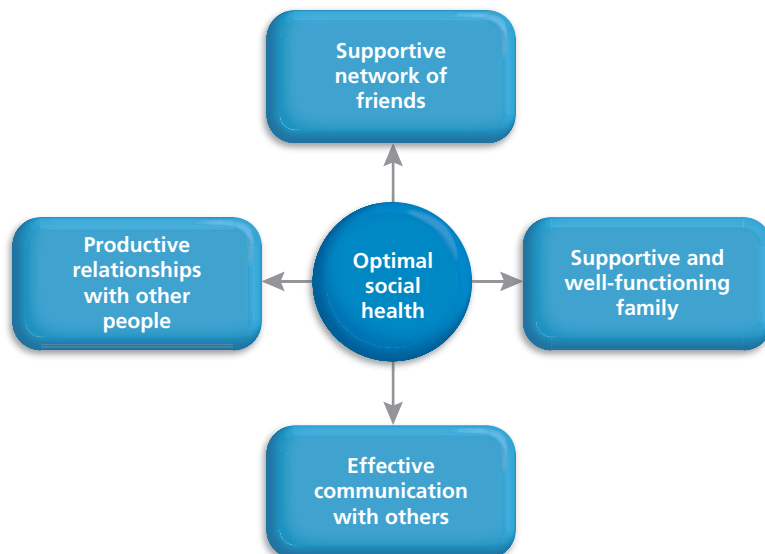 Supportive
network of
friends
Productive
relationships
with other
people
Optimal
social
health
Supportive and
well-functioning
family
Effective
communication
with others